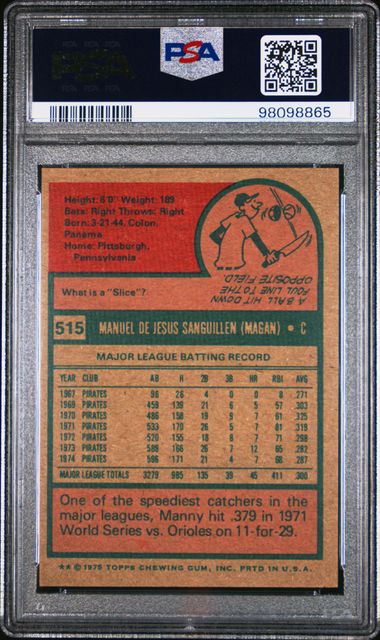 PSA
PSA
98098865
Height: 6'0" Weight: 189
Bats: Right Throws: Right
Born: 3-21-44, Colon,
Panama
Home: Pittsburgh,
Pennsylvania
What is a "Slice"?
A BALL HIT DOWN
FOUL LINE TO THE
OPPOSITE FIELD.
515 MANUEL DE JESUS SANGUILLEN (MAGAN) • C
MAJOR LEAGUE BATTING RECORD
YEAR CLUB AB H 2B 3B HR RBI AVG
1967 PIRATES 96 26 4 0 0 8 .271
1969 PIRATES 459 139 21 6 5 57 .303
1970 PIRATES 486 158 19 9 7 61 .325
1971 PIRATES 533 170 26 5 7 81 .319
1972 PIRATES 520 155 18 8 7 71 .298
1973 PIRATES 589 166 26 7 12 65 .282
1974 PIRATES 596 171 21 4 7 68 .287
MAJOR LEAGUE TOTALS 3279 985 135 39 45 411 .300
One of the speediest catchers in the
major leagues, Manny hit .379 in 1971
World Series vs. Orioles on 11-for-29.
★★ © 1975 TOPPS CHEWING GUM, INC. PRTD IN U.S.A.